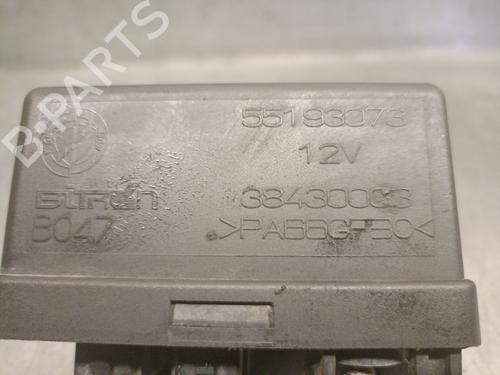 B-PARTS
55193073
12V
Bitron 38430003
B047 >PA66GF30<